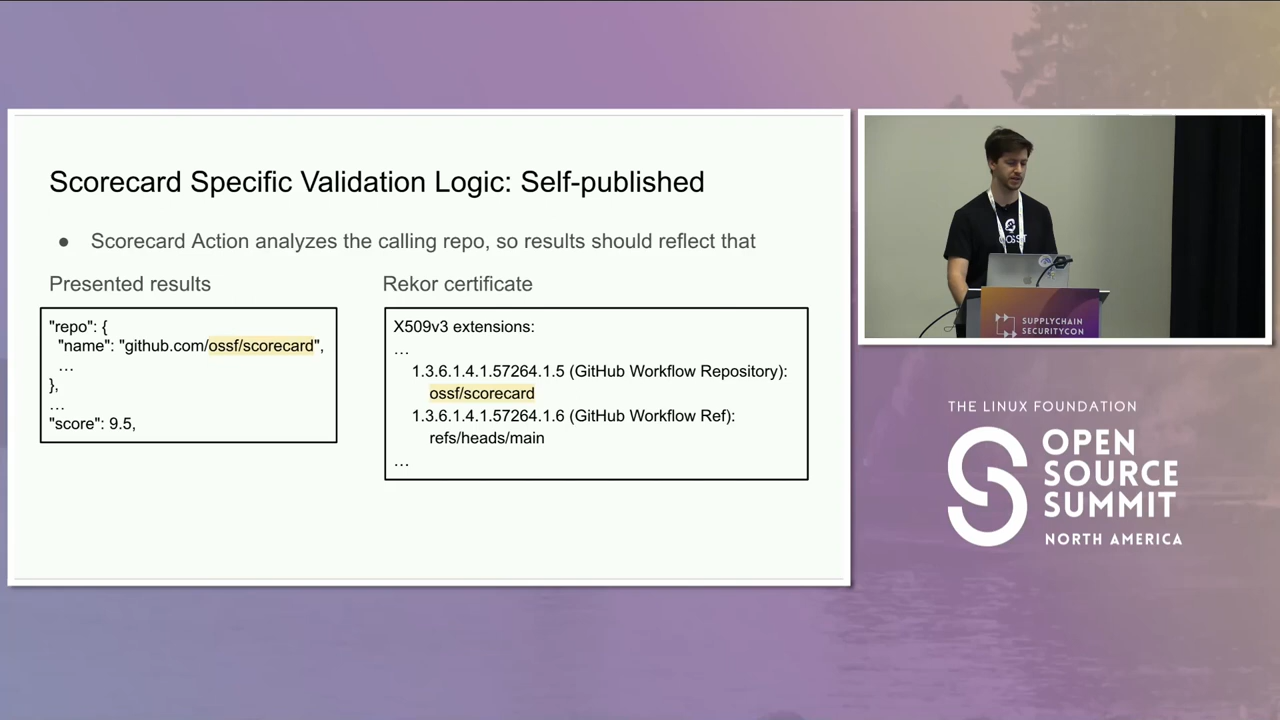 Scorecard Specific Validation Logic: Self-published
● Scorecard Action analyzes the calling repo, so results should reflect that
Presented results
"repo": {
"name": "github.com/ossf/scorecard",
…
},
…
"score": 9.5,
Rekor certificate
X509v3 extensions:
…
1.3.6.1.4.1.57264.1.5 (GitHub Workflow Repository):
ossf/scorecard
1.3.6.1.4.1.57264.1.6 (GitHub Workflow Ref):
refs/heads/main
…
SUPPLYCHAIN
SECURITYCON
THE LINUX FOUNDATION
OPEN
SOURCE
SUMMIT
NORTH AMERICA